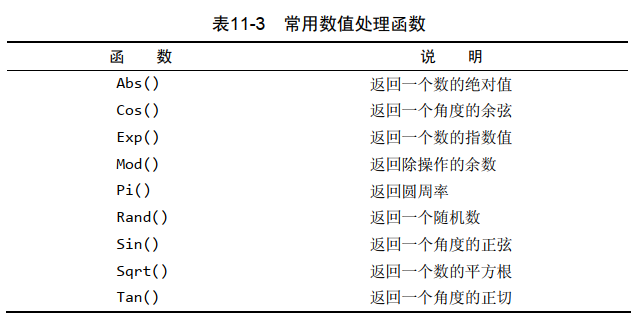 表11-3 常用数值处理函数
函 数 说 明
Abs() 返回一个数的绝对值
Cos() 返回一个角度的余弦
Exp() 返回一个数的指数值
Mod() 返回除操作的余数
Pi() 返回圆周率
Rand() 返回一个随机数
Sin() 返回一个角度的正弦
Sqrt() 返回一个数的平方根
Tan() 返回一个角度的正切